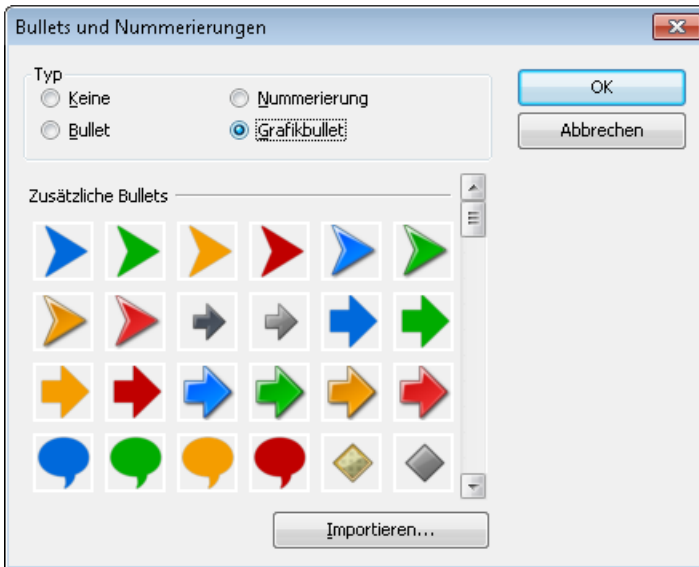 Bullets und Nummerierungen
Typ
Keine
Nummerierung
Bullet
Grafikbullet
OK
Abbrechen
Zusätzliche Bullets
Importieren...